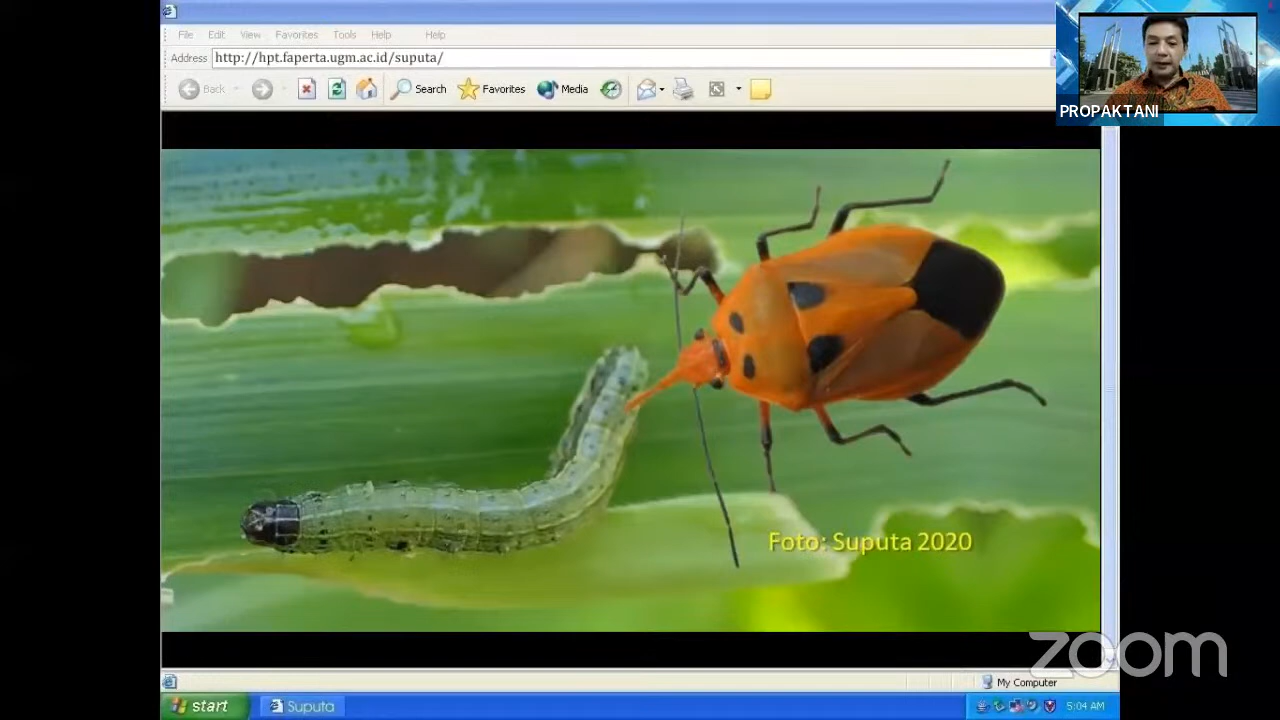 File Edit View Favorites Tools Help Help
Address http://hpt.faperta.ugm.ac.id/suputa/
Back Search Favorites Media
PROPAKTANI
Foto: Suputa 2020
zoom
My Computer
start Suputa 5:04 AM